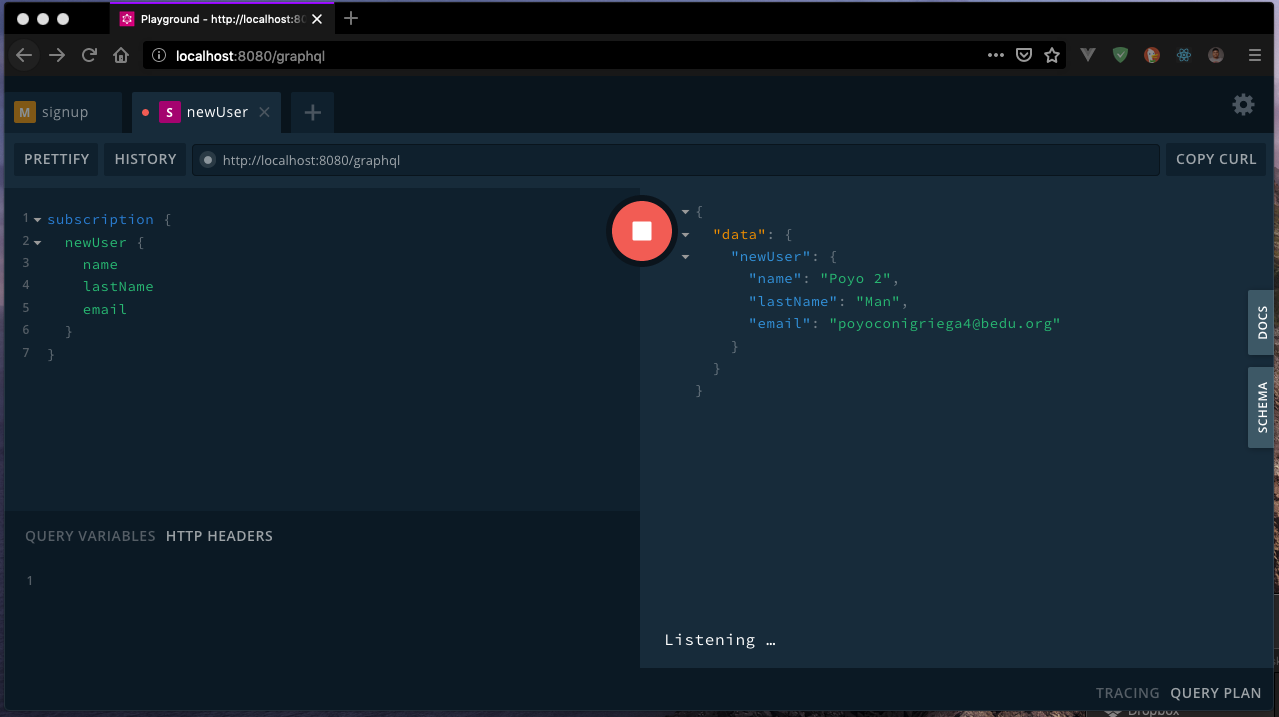 Playground - http://localhost:80
localhost:8080/graphql
M signup
S newUser
PRETTIFY HISTORY http://localhost:8080/graphql COPY CURL
1 subscription {
2 newUser {
3 name
4 lastName
5 email
6 }
7 }
{
"data": {
"newUser": {
"name": "Poyo 2",
"lastName": "Man",
"email": "poyoconigriega4@bedu.org"
}
}
}
DOCS
SCHEMA
QUERY VARIABLES HTTP HEADERS
1
Listening …
TRACING QUERY PLAN
Dropbox